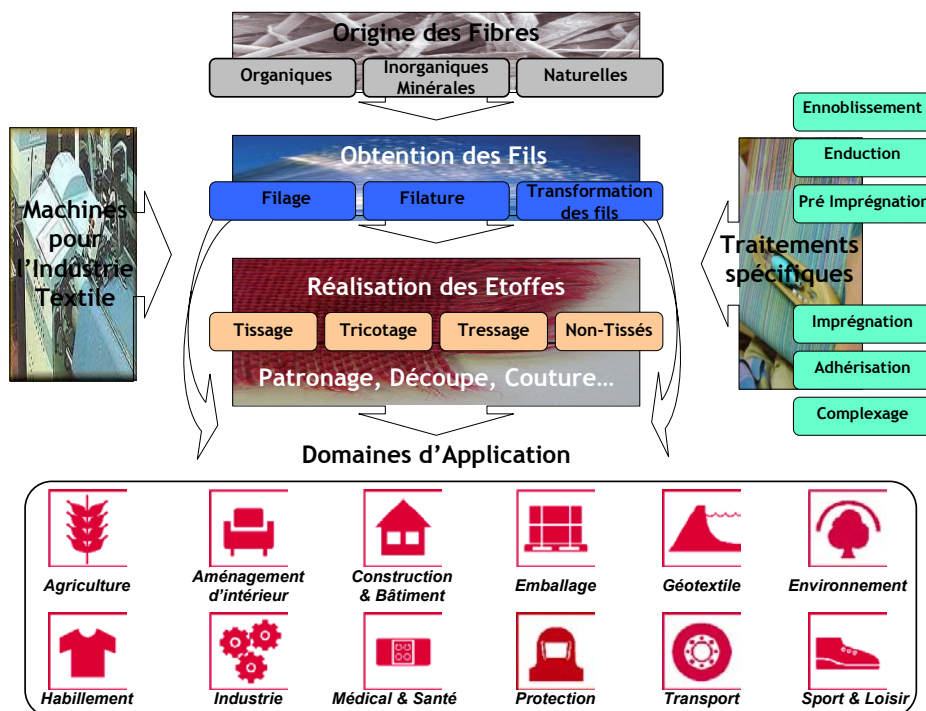 Origine des Fibres
Organiques
Inorganiques
Minérales
Naturelles
Obtention des Fils
Filage
Filature
Transformation
des fils
Machines
pour
l'Industrie
Textile
Ennoblissement
Enduction
Pré Imprégnation
Traitements
spécifiques
Imprégnation
Adhérisation
Complexage
Réalisation des Etoffes
Tissage
Tricotage
Tressage
Non-Tissés
Patronage, Découpe, Couture...
Domaines d'Application
Agriculture
Aménagement
d'intérieur
Construction
& Bâtiment
Emballage
Géotextile
Environnement
Habillement
Industrie
Médical & Santé
Protection
Transport
Sport & Loisir